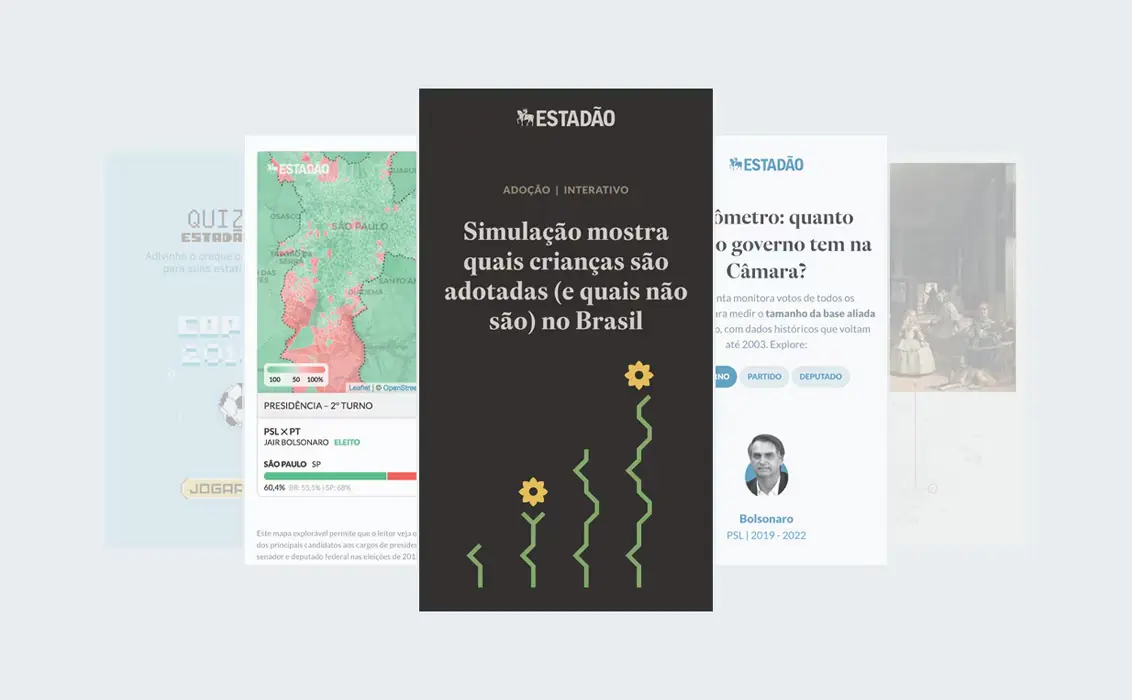 QUIZ
ESTADÃ
Adivinhe o craque
para suas estatí
COP
201
JOGAR
ESTADÃO
OSASCO
SÃO PAULO
SERRA
DIADEMA
SANTO AN
100 50 100%
Leaflet | © OpenStree
PRESIDÊNCIA – 2º TURNO
PSL X PT
JAIR BOLSONARO ELEITO
SÃO PAULO SP
60,4% BR: 55,5% | SP: 68%
Este mapa explorável permite que o leitor veja o
dos principais candidatos aos cargos de preside
senador e deputado federal nas eleições de 201
ESTADÃO
ADOÇÃO | INTERATIVO
Simulação mostra
quais crianças são
adotadas (e quais não
são) no Brasil
ESTADÃO
ômetro: quanto
o governo tem na
Câmara?
nta monitora votos de todos os
ara medir o tamanho da base aliada
o, com dados históricos que voltam
até 2003. Explore:
NO PARTIDO DEPUTADO
Bolsonaro
PSL | 2019 - 2022